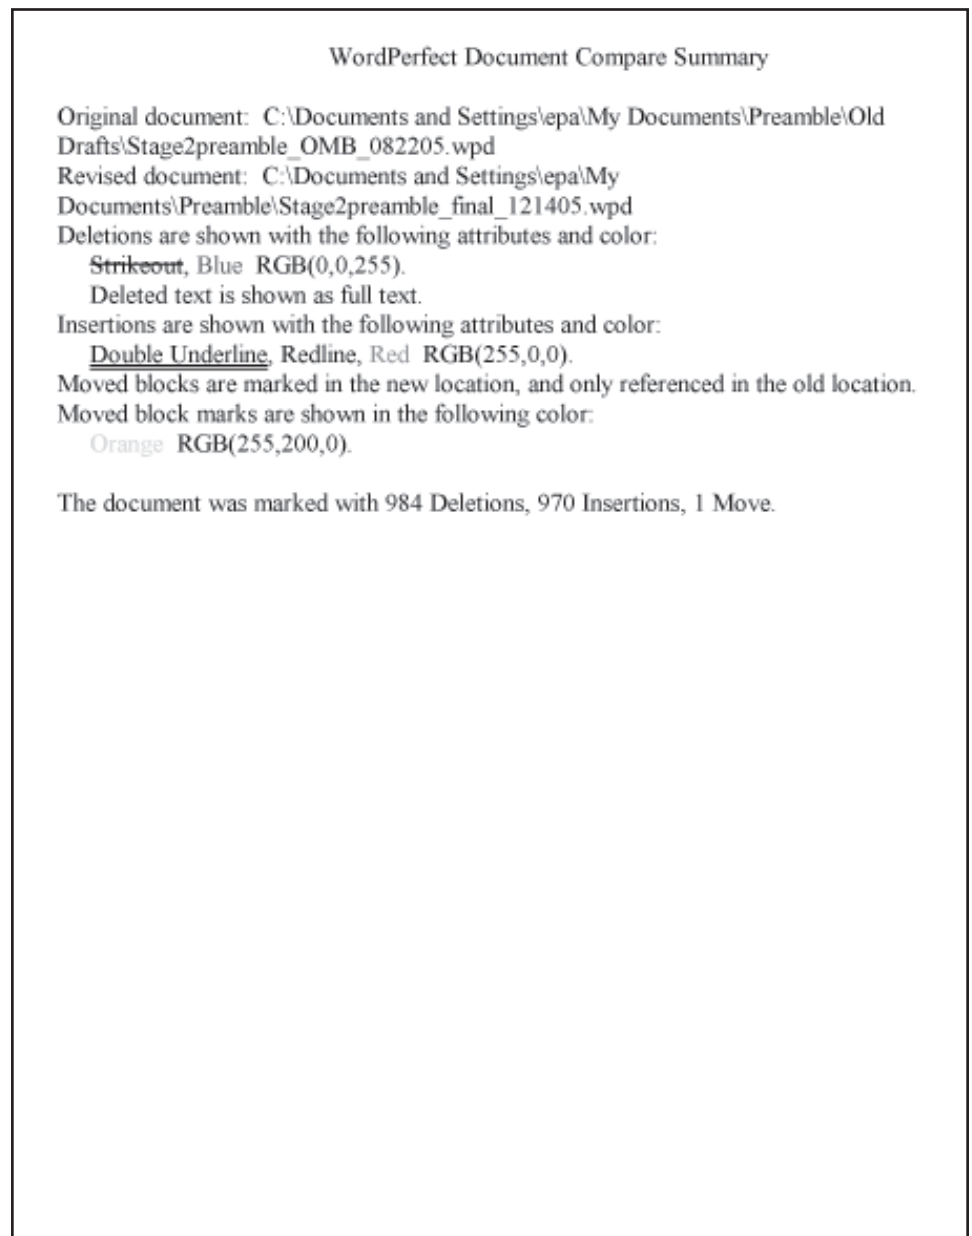 WordPerfect Document Compare Summary
Original document:  C:\Documents and Settings\epa\My Documents\Preamble\Old
Drafts\Stage2preamble_OMB_082205.wpd
Revised document:  C:\Documents and Settings\epa\My
Documents\Preamble\Stage2preamble_final_121405.wpd
Deletions are shown with the following attributes and color:
Strikeout, Blue  RGB(0,0,255).
Deleted text is shown as full text.
Insertions are shown with the following attributes and color:
Double Underline, Redline, Red  RGB(255,0,0).
Moved blocks are marked in the new location, and only referenced in the old location.
Moved block marks are shown in the following color:
Orange  RGB(255,200,0).
The document was marked with 984 Deletions, 970 Insertions, 1 Move.